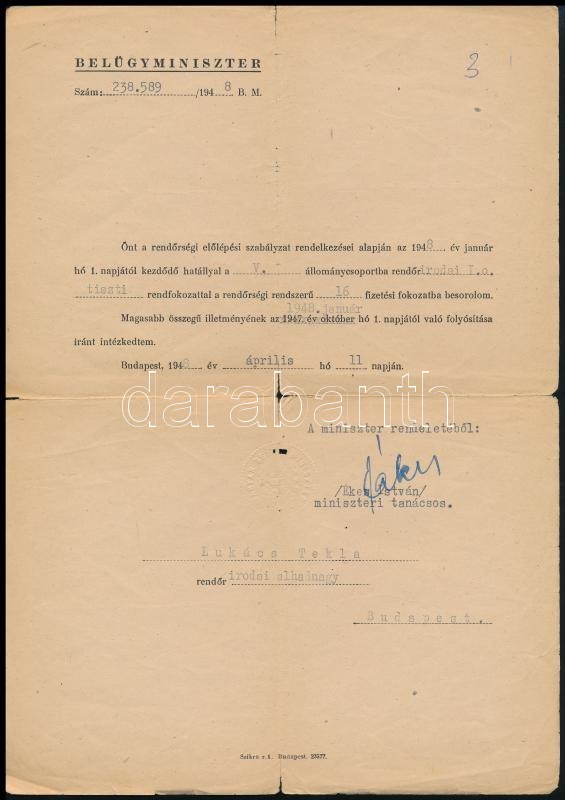 BELÜGYMINISZTER
3
Szám: 238.589 /1948 B. M.
Önt a rendőrségi előlépési szabályzat rendelkezései alapján az 1948 év január
hó 1. napjától kezdődő hatállyal a V. - állománycsoportba rendőr irodai I.o.
tiszti rendfokozattal a rendőrségi rendszerű 16 fizetési fokozatba besorolom.
1948. január
Magasabb összegű illetményének az 1947. év október hó 1. napjától való folyósítása
iránt intézkedtem.
Budapest, 1948 év április hó 11 napján.
darabanth
A miniszter rendeletéből:
/Ékes István/
miniszteri tanácsos.
Lukács Tekla
rendőr irodai alhadnagy
Budapest.
Szikra r.t. Budapest. 23577.